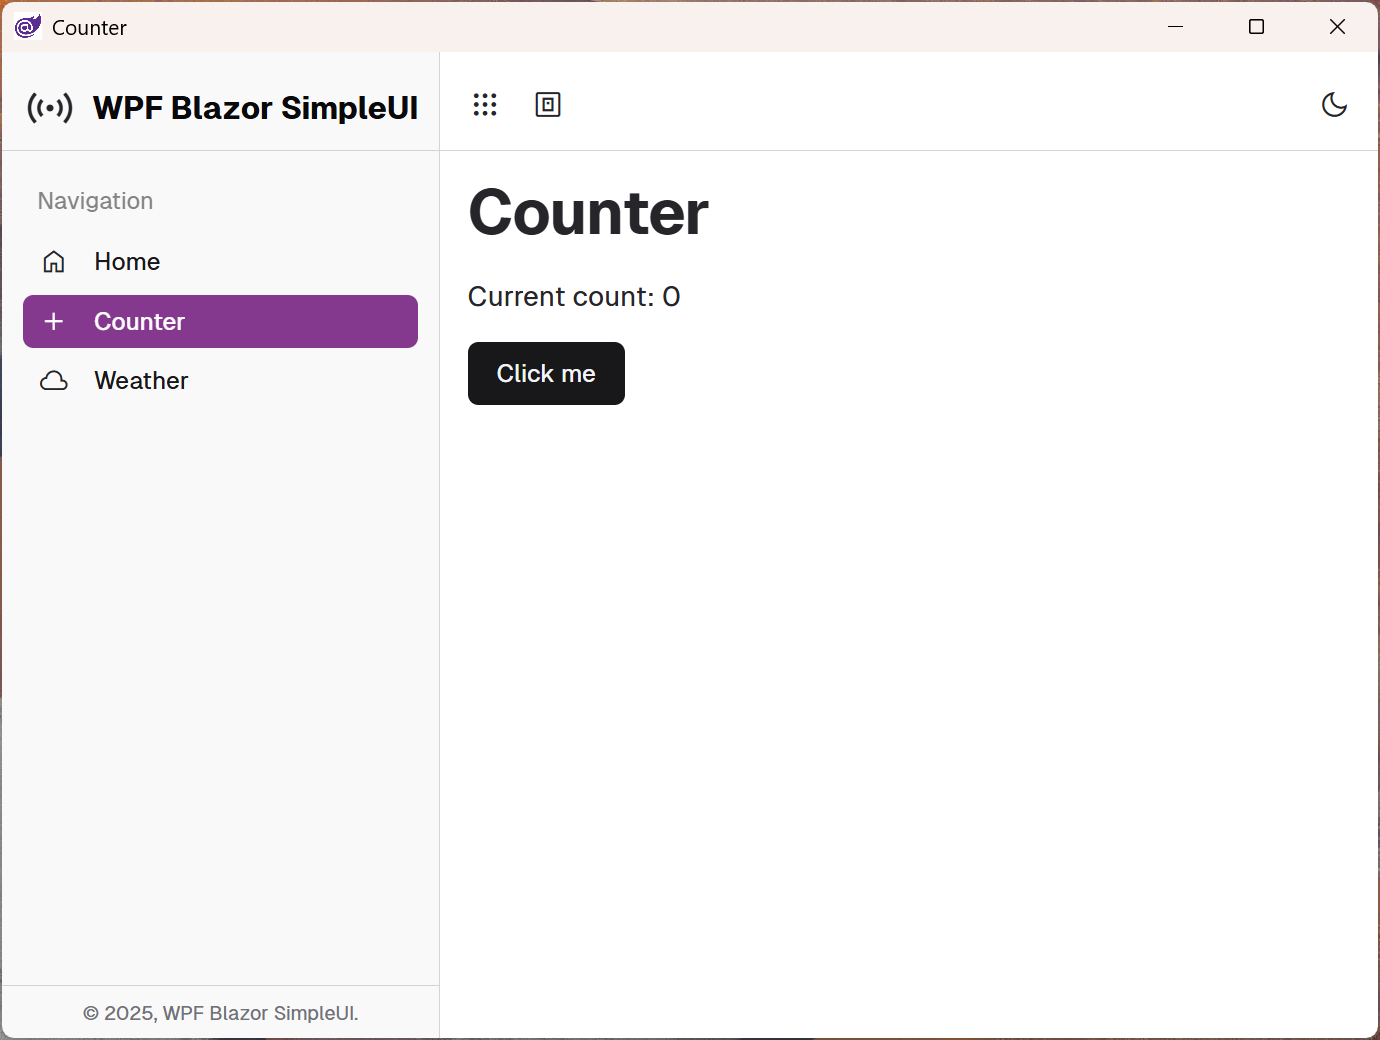 Counter
WPF Blazor SimpleUI
Navigation
Home
Counter
Weather
© 2025, WPF Blazor SimpleUI.
Counter
Current count: 0
Click me